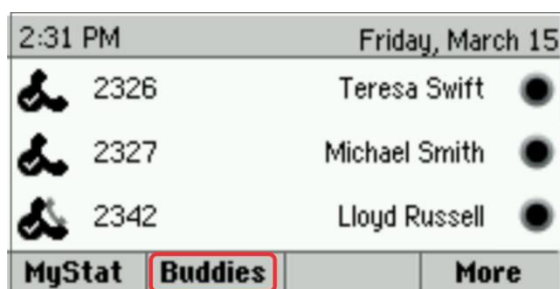 2:31 PM Friday, March 15
2326 Teresa Swift
2327 Michael Smith
2342 Lloyd Russell
MyStat Buddies More